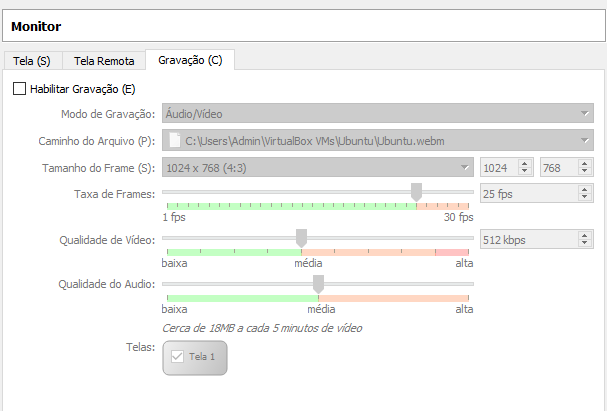 Monitor
Tela (S) Tela Remota Gravação (C)
Habilitar Gravação (E)
Modo de Gravação: Áudio/Vídeo
Caminho do Arquivo (P): C:\Users\Admin\VirtualBox VMs\Ubuntu\Ubuntu.webm
Tamanho do Frame (S): 1024 x 768 (4:3) 1024 768
Taxa de Frames: 25 fps
1 fps 30 fps
Qualidade de Vídeo: 512 kbps
baixa média alta
Qualidade do Audio:
baixa média alta
Cerca de 18MB a cada 5 minutos de vídeo
Telas: Tela 1